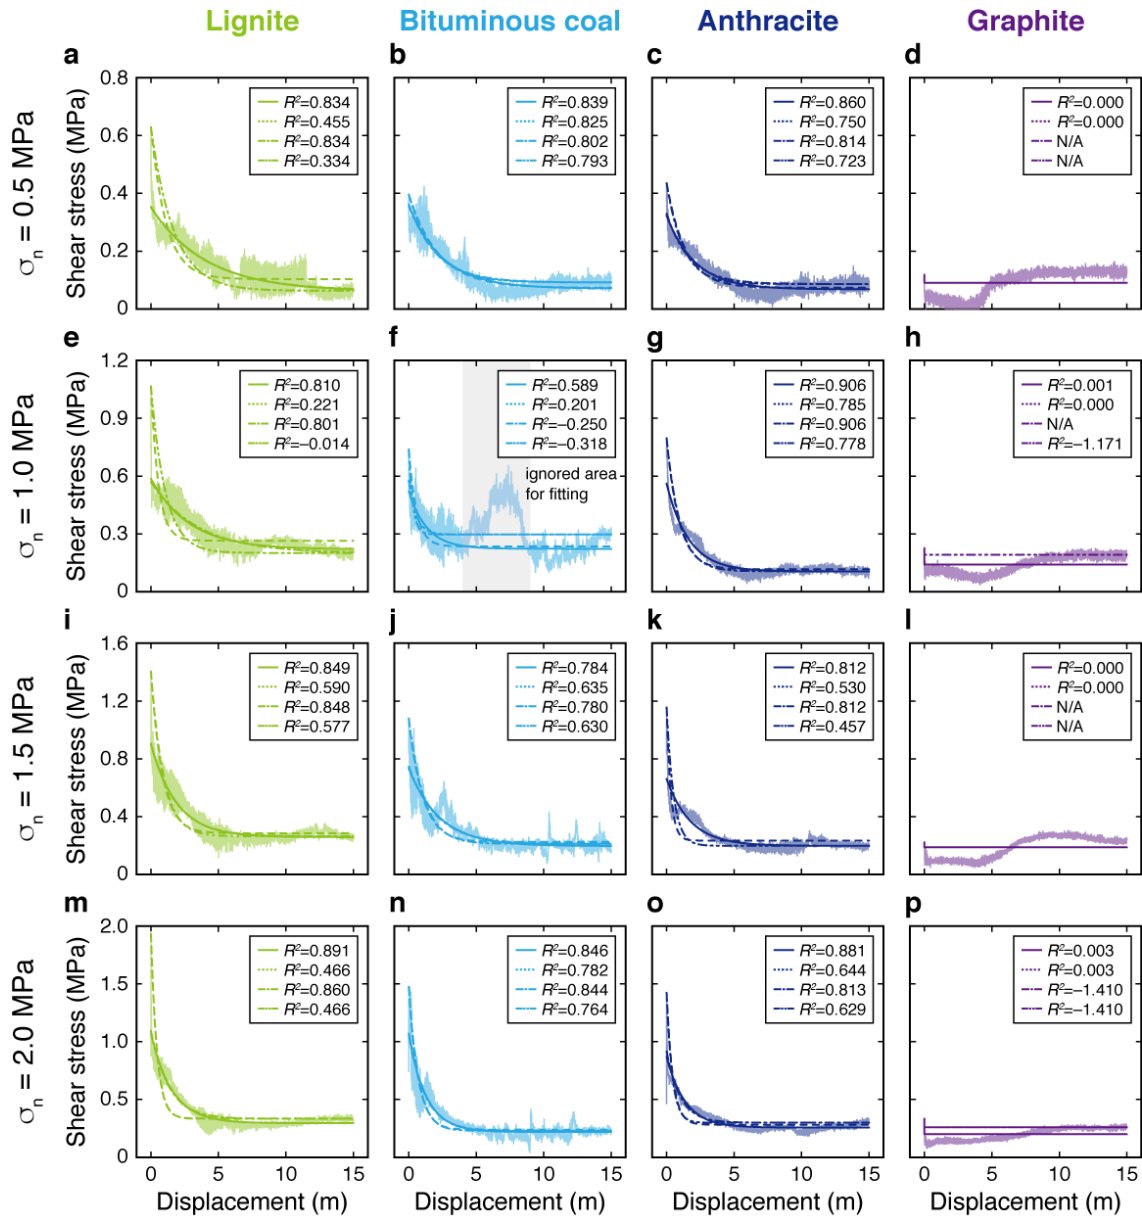 Lignite Bituminous coal Anthracite Graphite
a b c d
σn = 0.5 MPa
Shear stress (MPa)
0.8
0.6
0.4
0.2
0
R²=0.834
R²=0.455
R²=0.834
R²=0.334
R²=0.839
R²=0.825
R²=0.802
R²=0.793
R²=0.860
R²=0.750
R²=0.814
R²=0.723
R²=0.000
R²=0.000
N/A
N/A
0 5 10 15
0 5 10 15
0 5 10 15
e f g h
σn = 1.0 MPa
Shear stress (MPa)
1.2
0.9
0.6
0.3
0
R²=0.810
R²=0.221
R²=0.801
R²=–0.014
R²=0.589
R²=0.201
R²=–0.250
R²=–0.318
ignored area
for fitting
R²=0.906
R²=0.785
R²=0.906
R²=0.778
R²=0.001
R²=0.000
N/A
R²=–1.171
i j k l
σn = 1.5 MPa
Shear stress (MPa)
1.6
1.2
0.8
0.4
0
R²=0.849
R²=0.590
R²=0.848
R²=0.577
R²=0.784
R²=0.635
R²=0.780
R²=0.630
R²=0.812
R²=0.530
R²=0.812
R²=0.457
R²=0.000
R²=0.000
N/A
N/A
m n o p
σn = 2.0 MPa
Shear stress (MPa)
2.0
1.5
1.0
0.5
0
R²=0.891
R²=0.466
R²=0.860
R²=0.466
R²=0.846
R²=0.782
R²=0.844
R²=0.764
R²=0.881
R²=0.644
R²=0.813
R²=0.629
R²=0.003
R²=0.003
R²=–1.410
R²=–1.410
0 5 10 15
0 5 10 15
0 5 10 15
0 5 10 15
Displacement (m) Displacement (m) Displacement (m) Displacement (m)